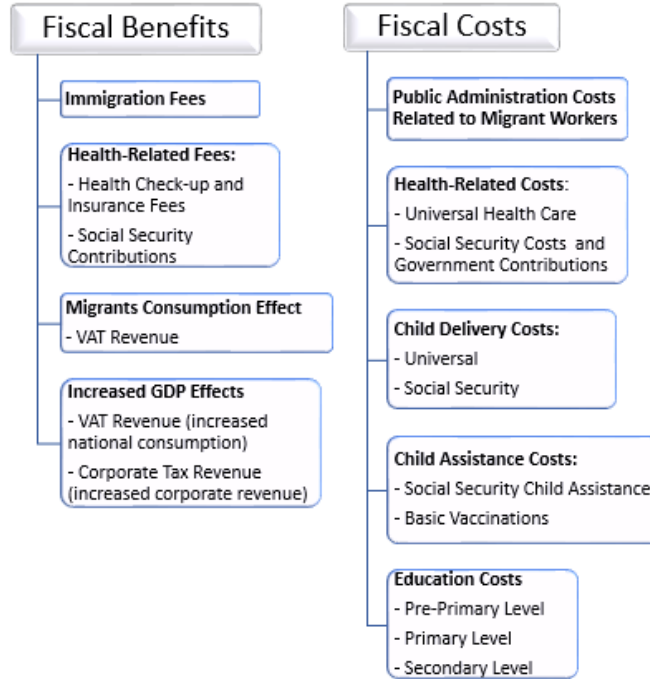 Fiscal Benefits
Immigration Fees
Health-Related Fees:
- Health Check-up and
Insurance Fees
- Social Security
Contributions
Migrants Consumption Effect
- VAT Revenue
Increased GDP Effects
- VAT Revenue (increased
national consumption)
- Corporate Tax Revenue
(increased corporate revenue)
Fiscal Costs
Public Administration Costs
Related to Migrant Workers
Health-Related Costs:
- Universal Health Care
- Social Security Costs and
Government Contributions
Child Delivery Costs:
- Universal
- Social Security
Child Assistance Costs:
- Social Security Child Assistance
- Basic Vaccinations
Education Costs
- Pre-Primary Level
- Primary Level
- Secondary Level